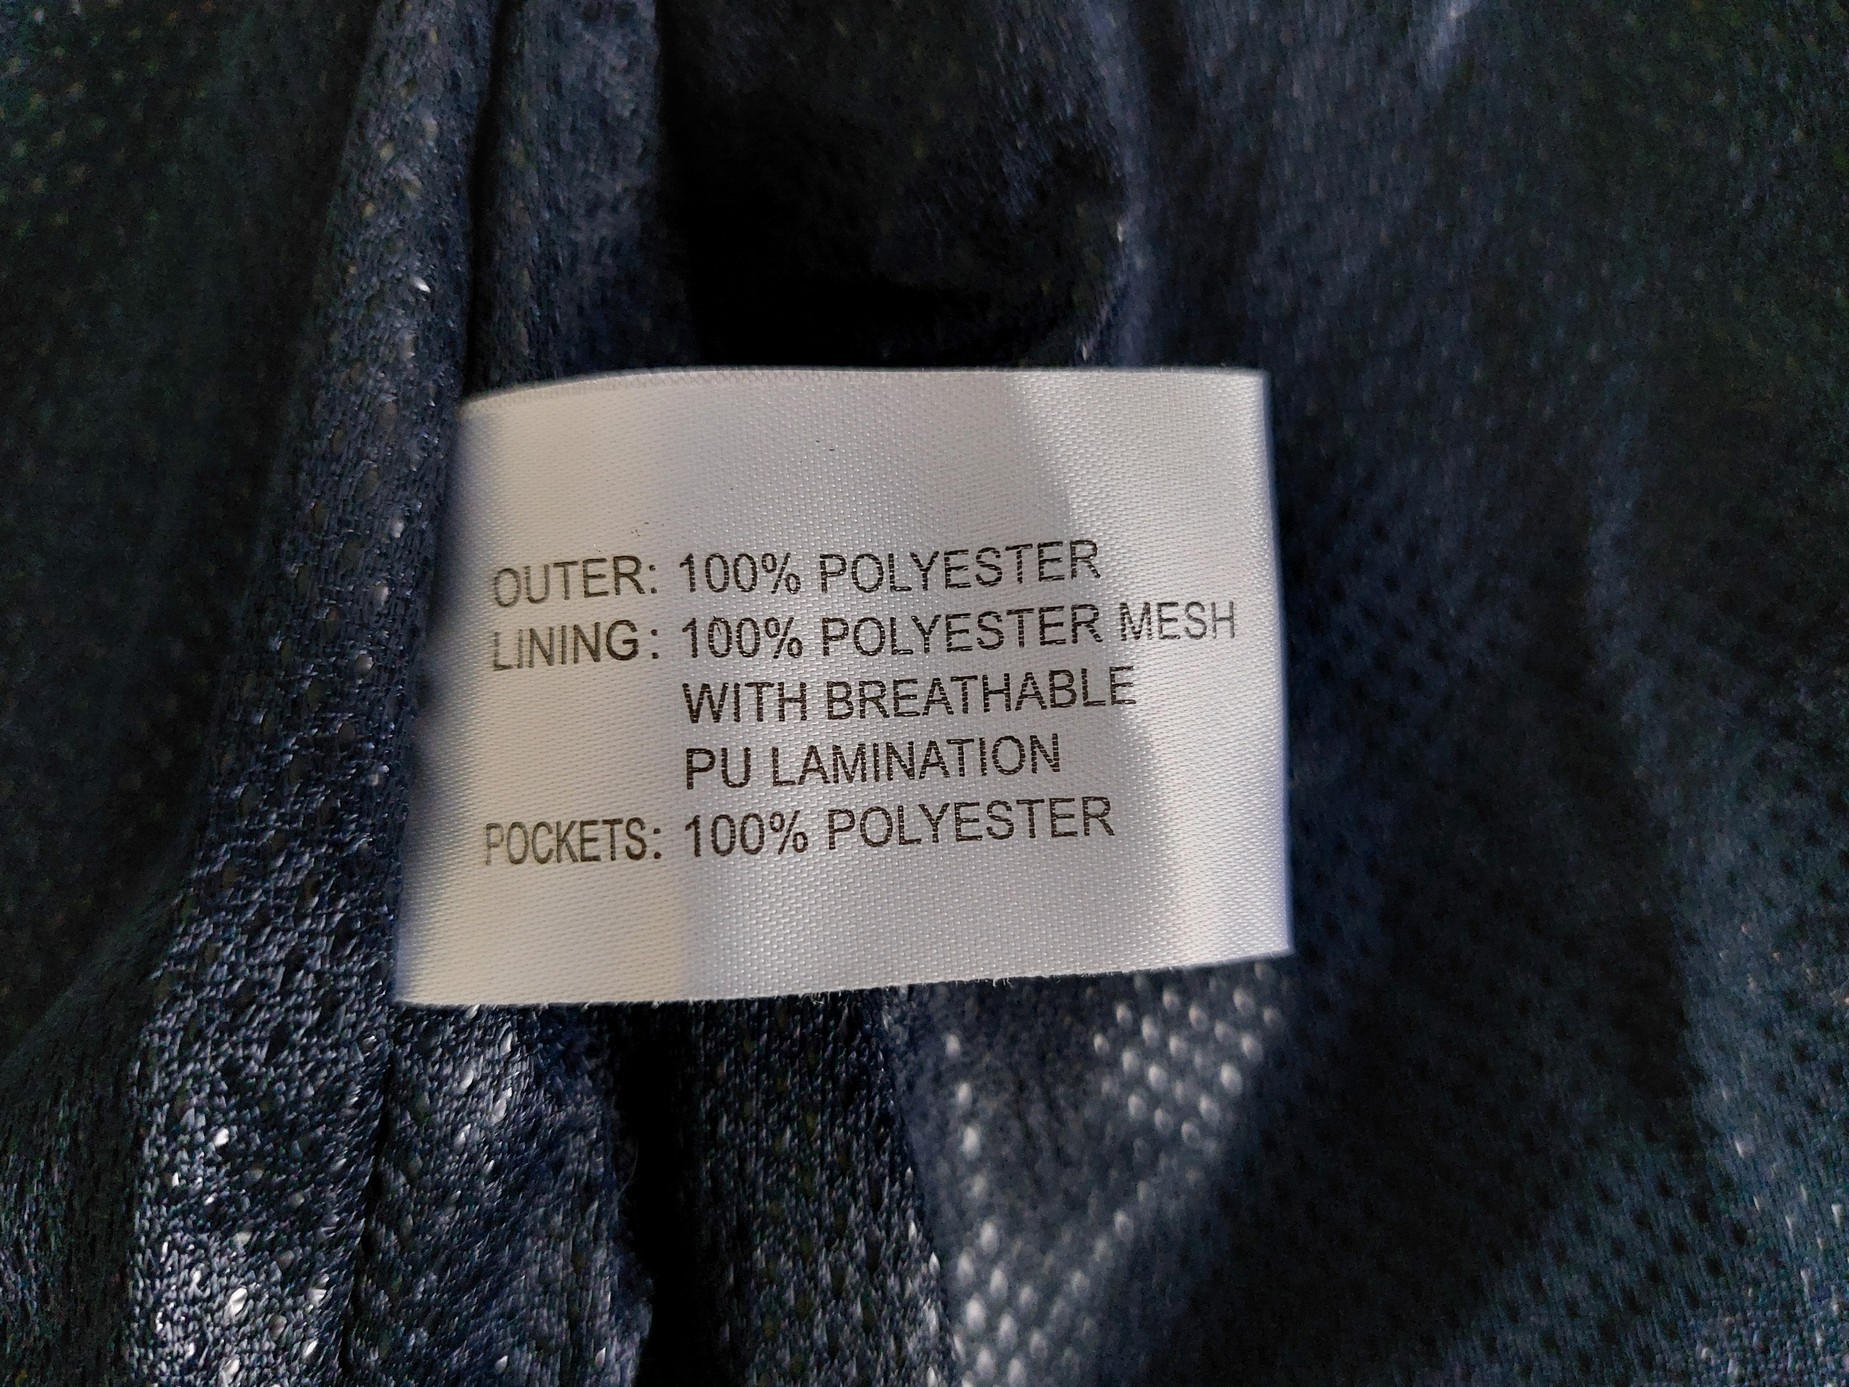 OUTER: 100% POLYESTER
LINING: 100% POLYESTER MESH
WITH BREATHABLE
PU LAMINATION
POCKETS: 100% POLYESTER